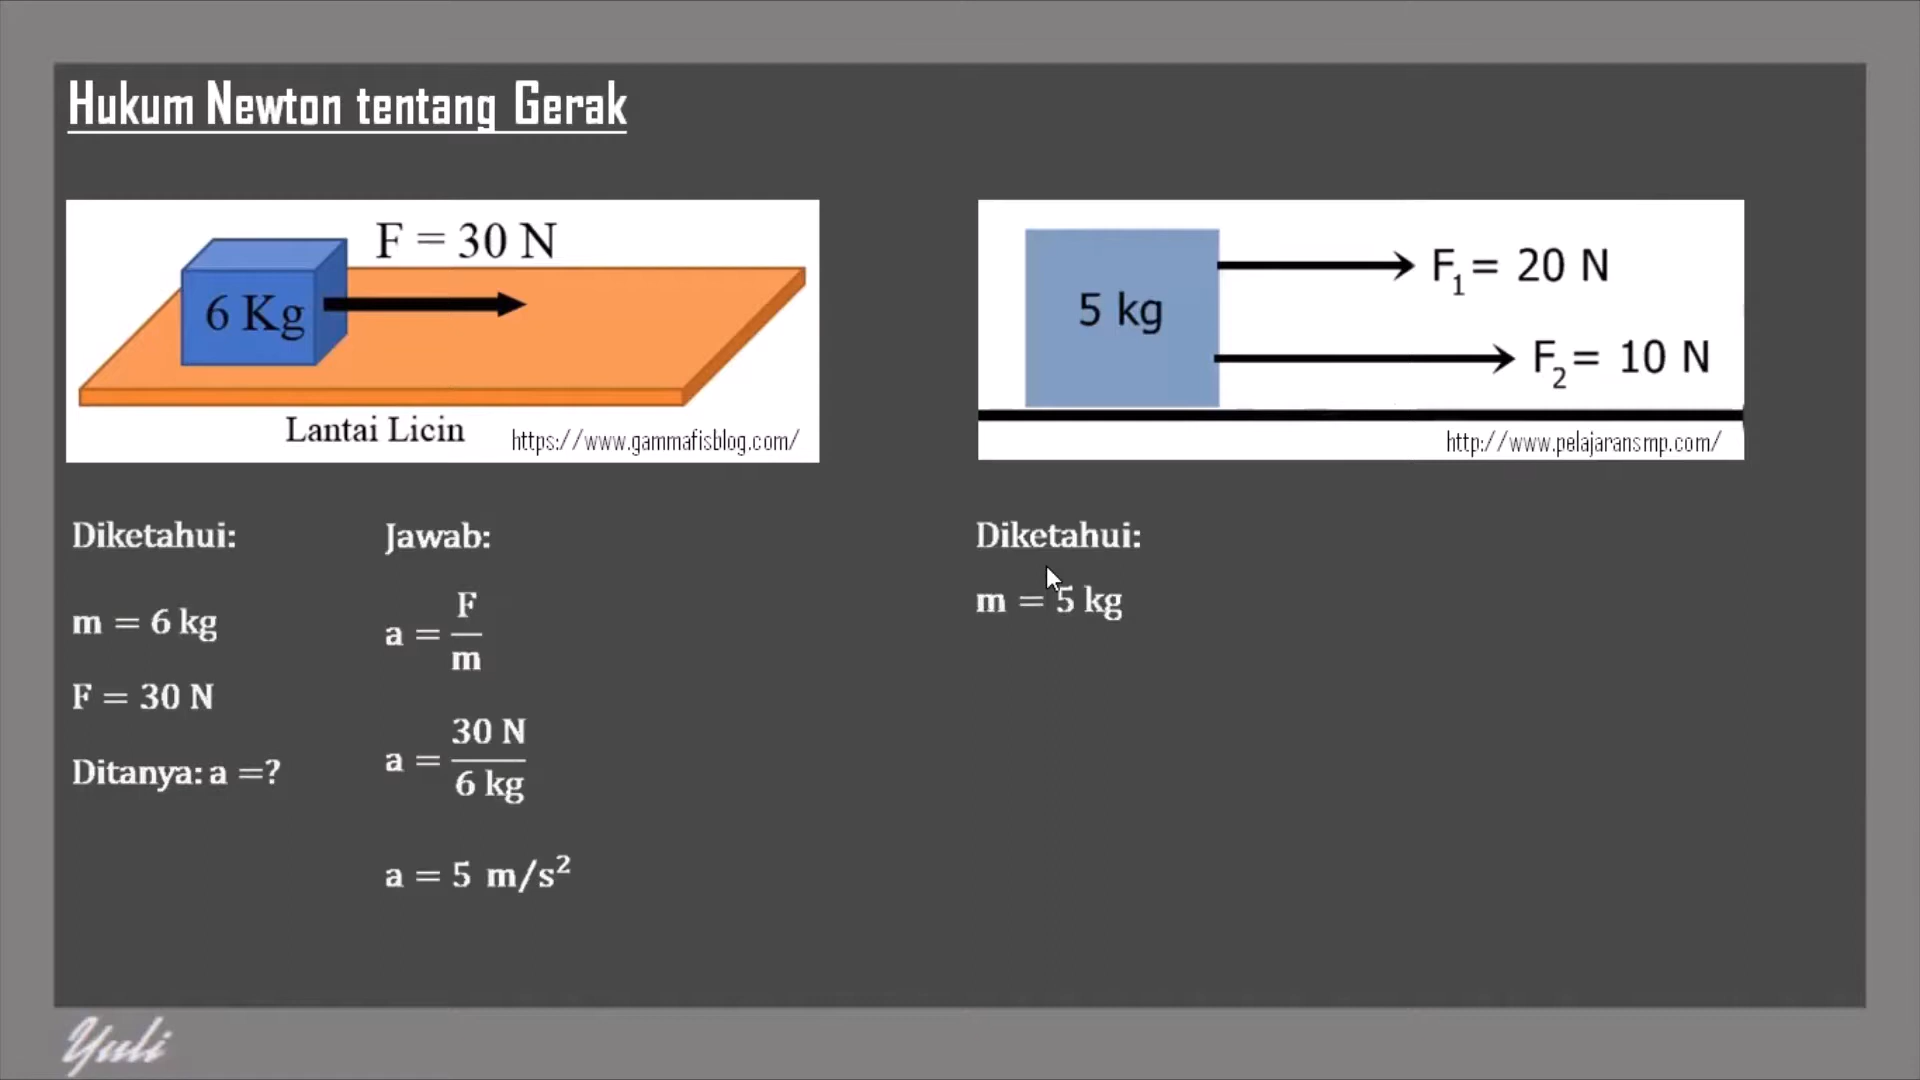 Hukum Newton tentang Gerak
F = 30 N
6 Kg
Lantai Licin
https://www.gammafisblog.com/
Diketahui:
m = 6 kg
F = 30 N
Ditanya: a =?
Jawab:
a = F/m
a = 30 N/6 kg
a = 5 m/s²
5 kg
F₁= 20 N
F₂= 10 N
http://www.pelajaransmp.com/
Diketahui:
m = 5 kg
Yuli